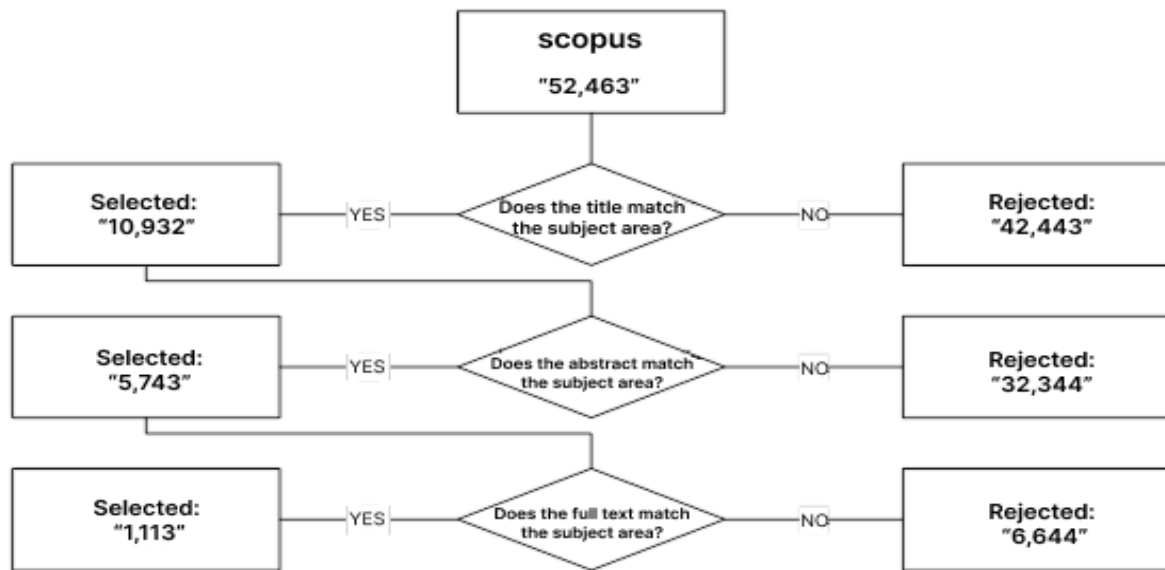 scopus
“52,463”
Selected:
“10,932”
YES
Does the title match
the subject area?
NO
Rejected:
“42,443”
Selected:
“5,743”
YES
Does the abstract match
the subject area?
NO
Rejected:
“32,344”
Selected:
“1,113”
YES
Does the full text match
the subject area?
NO
Rejected:
“6,644”